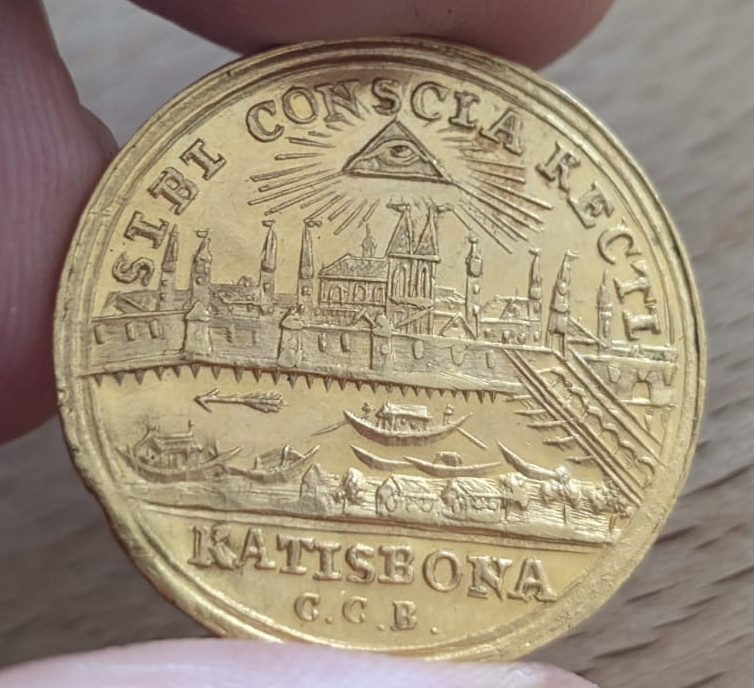 SIBI CONSCIA RECTI
RATISBONA
G.C.B.